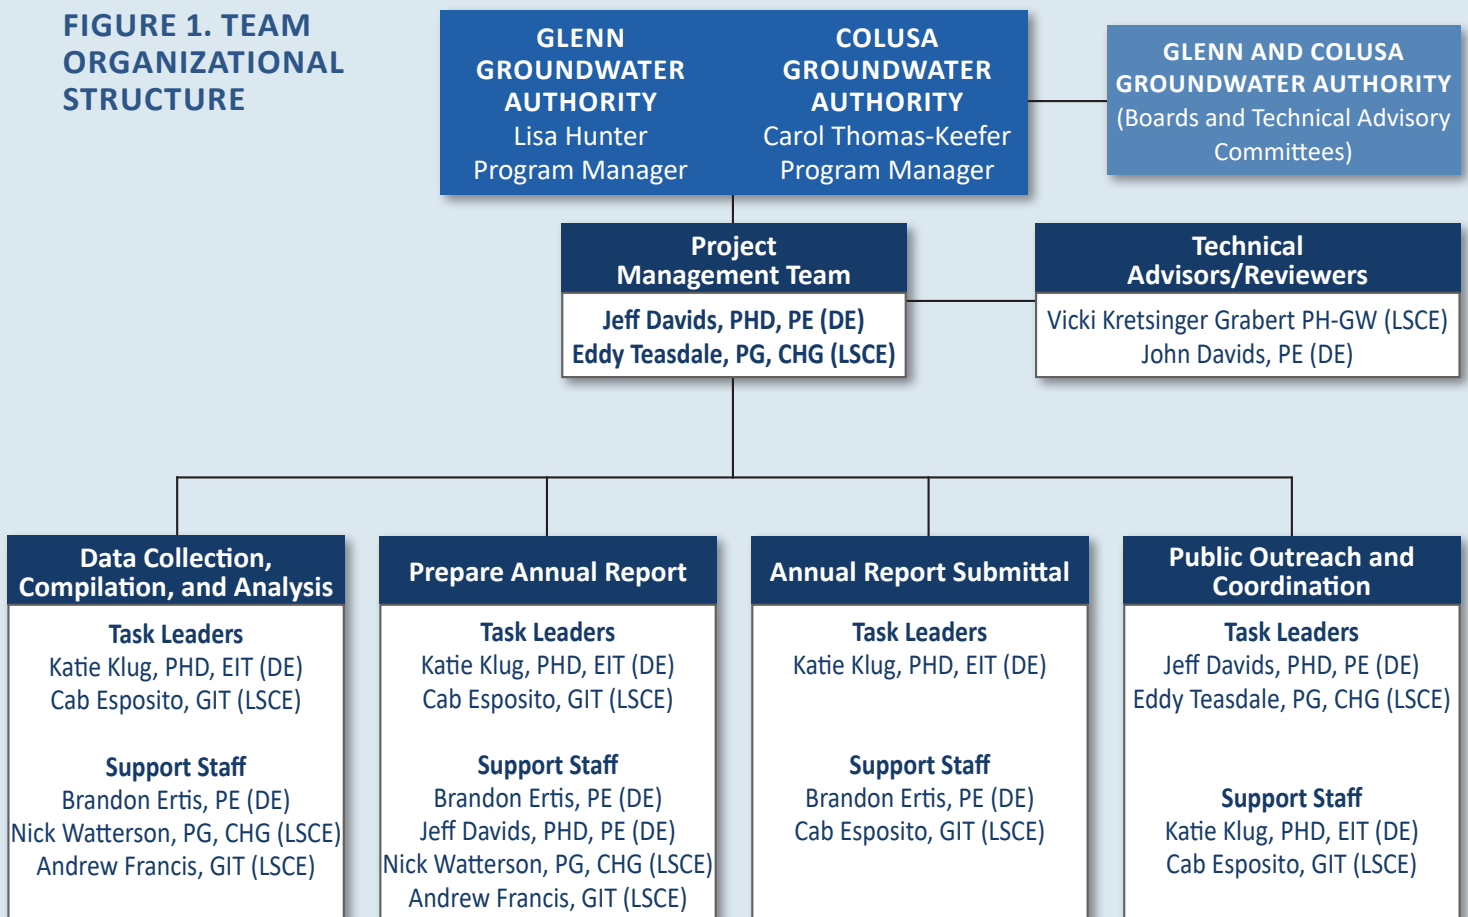 FIGURE 1. TEAM
ORGANIZATIONAL
STRUCTURE
GLENN
GROUNDWATER
AUTHORITY
Lisa Hunter
Program Manager
COLUSA
GROUNDWATER
AUTHORITY
Carol Thomas-Keefer
Program Manager
GLENN AND COLUSA
GROUNDWATER AUTHORITY
(Boards and Technical Advisory
Committees)
Project
Management Team
Jeff Davids, PHD, PE (DE)
Eddy Teasdale, PG, CHG (LSCE)
Technical
Advisors/Reviewers
Vicki Kretsinger Grabert PH-GW (LSCE)
John Davids, PE (DE)
Data Collection,
Compilation, and Analysis
Task Leaders
Katie Klug, PHD, EIT (DE)
Cab Esposito, GIT (LSCE)
Support Staff
Brandon Ertis, PE (DE)
Nick Watterson, PG, CHG (LSCE)
Andrew Francis, GIT (LSCE)
Prepare Annual Report
Task Leaders
Katie Klug, PHD, EIT (DE)
Cab Esposito, GIT (LSCE)
Support Staff
Brandon Ertis, PE (DE)
Jeff Davids, PHD, PE (DE)
Nick Watterson, PG, CHG (LSCE)
Andrew Francis, GIT (LSCE)
Annual Report Submittal
Task Leaders
Katie Klug, PHD, EIT (DE)
Support Staff
Brandon Ertis, PE (DE)
Cab Esposito, GIT (LSCE)
Public Outreach and
Coordination
Task Leaders
Jeff Davids, PHD, PE (DE)
Eddy Teasdale, PG, CHG (LSCE)
Support Staff
Katie Klug, PHD, EIT (DE)
Cab Esposito, GIT (LSCE)